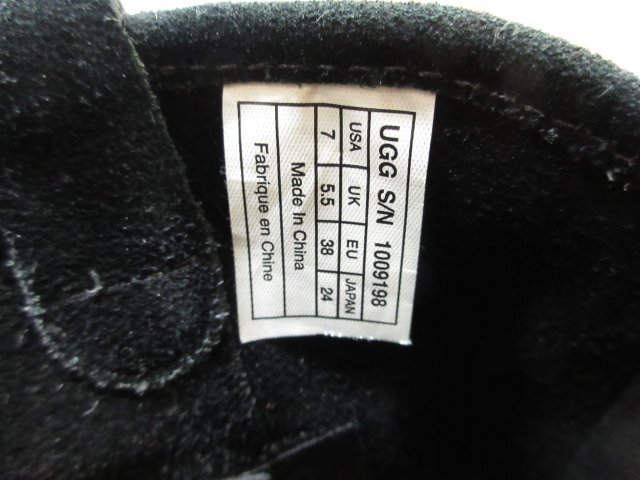 UGG S/N 1009198
USA UK EU JAPAN
7 5.5 38 24
Made In China
Fabrique en Chine